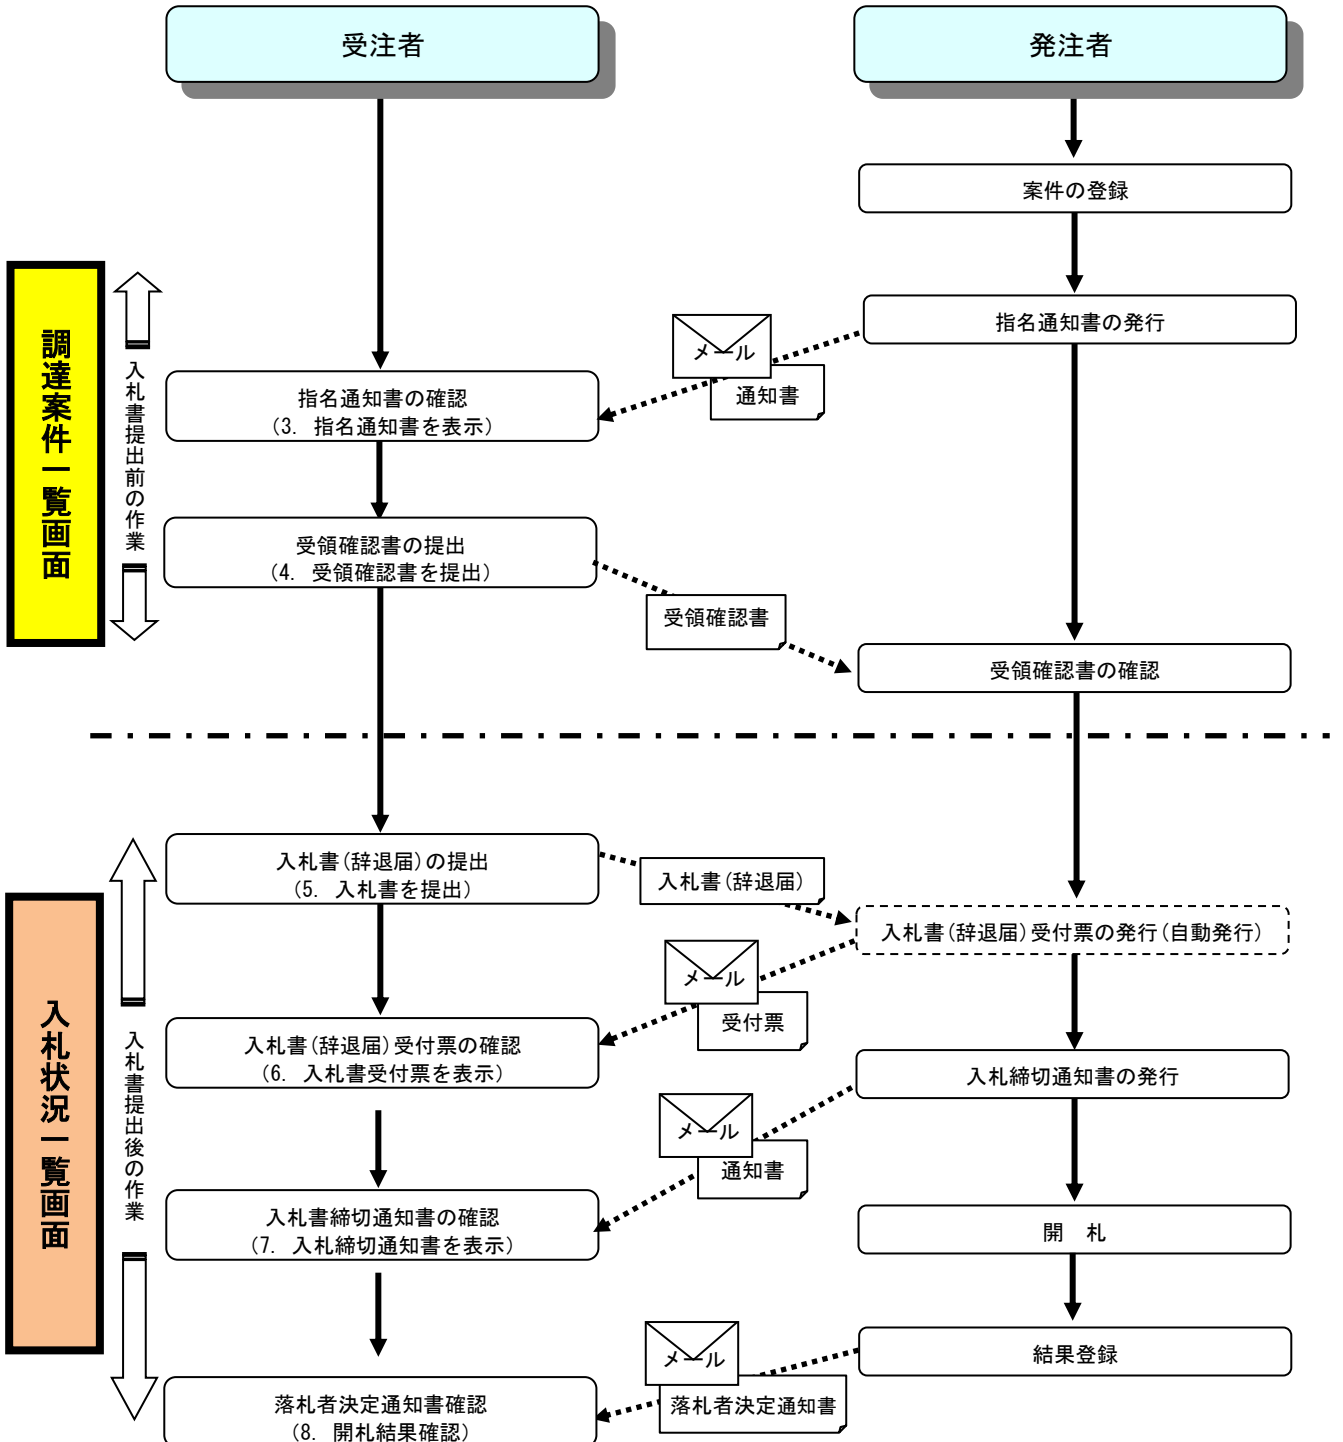 受注者
発注者
案件の登録
指名通知書の発行
メール
通知書
指名通知書の確認
(3. 指名通知書を表示)
調達案件一覧画面
入札書提出前の作業
受領確認書の提出
(4. 受領確認書を提出)
受領確認書
受領確認書の確認
入札書(辞退届)の提出
(5. 入札書を提出)
入札書(辞退届)
入札書(辞退届)受付票の発行(自動発行)
メール
受付票
入札書(辞退届)受付票の確認
(6. 入札書受付票を表示)
入札締切通知書の発行
入札状況一覧画面
入札書提出後の作業
メール
通知書
入札書締切通知書の確認
(7. 入札締切通知書を表示)
開 札
結果登録
メール
落札者決定通知書
落札者決定通知書確認
(8. 開札結果確認)